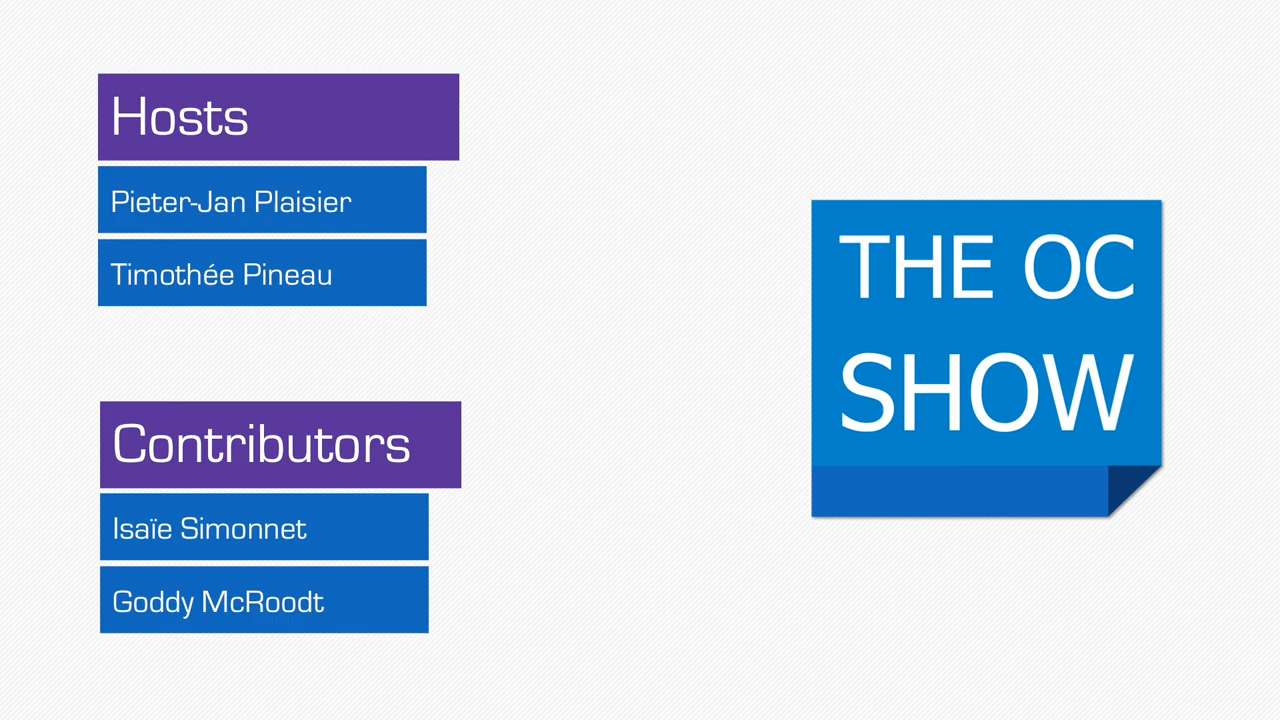 Hosts
Pieter-Jan Plaisier
Timothée Pineau
Contributors
Isaïe Simonnet
Goddy McRoodt
THE OC
SHOW